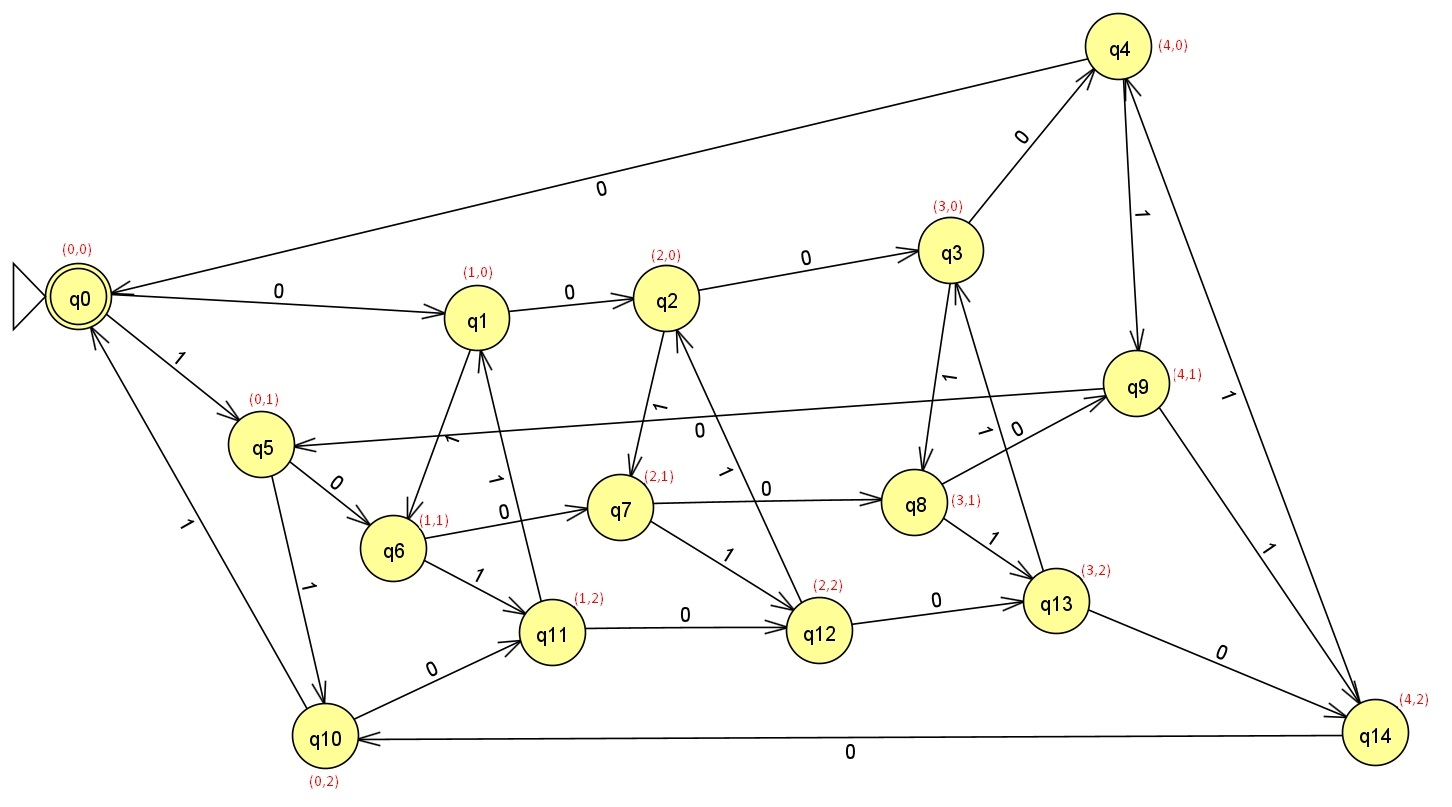 q4 (4,0)
0
0
(3,0)
(0,0)
(2,0)
(1,0)
1
q3
0
q0
0
0
q2
q1
1
1
q9 (4,1)
(0,1)
1
1
1
q5
1
0
1
0
1
0
(2,1)
0
q8 (3,1)
q7
0
1
(1,1)
q6
1
1
1
1
(3,2)
1
(2,2)
(1,2)
0
q13
0
q11
q12
0
0
(4,2)
q10
q14
0
(0,2)